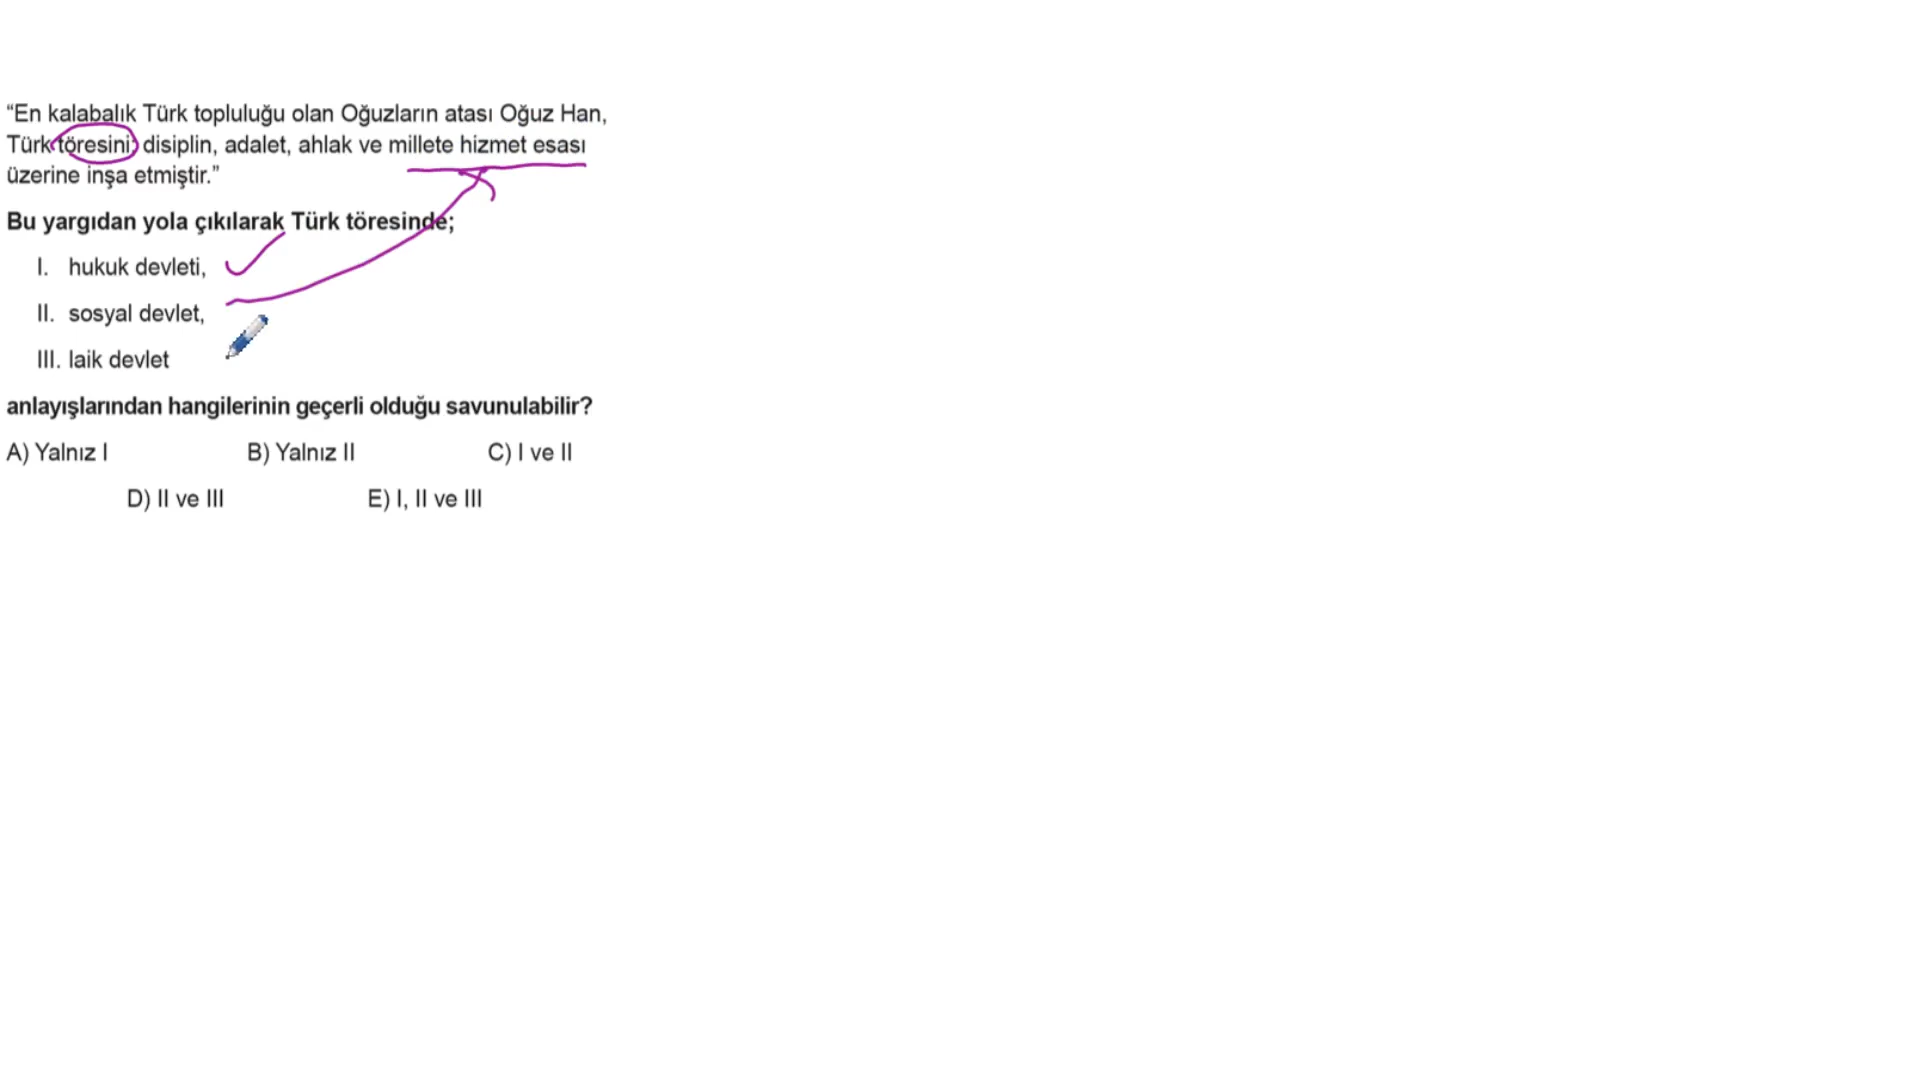 “En kalabalık Türk topluluğu olan Oğuzların atası Oğuz Han,
Türk töresini; disiplin, adalet, ahlak ve millete hizmet esası
üzerine inşa etmiştir.”
Bu yargıdan yola çıkılarak Türk töresinde;
I. hukuk devleti,
II. sosyal devlet,
III. laik devlet
anlayışlarından hangilerinin geçerli olduğu savunulabilir?
A) Yalnız I B) Yalnız II C) I ve II
D) II ve III E) I, II ve III